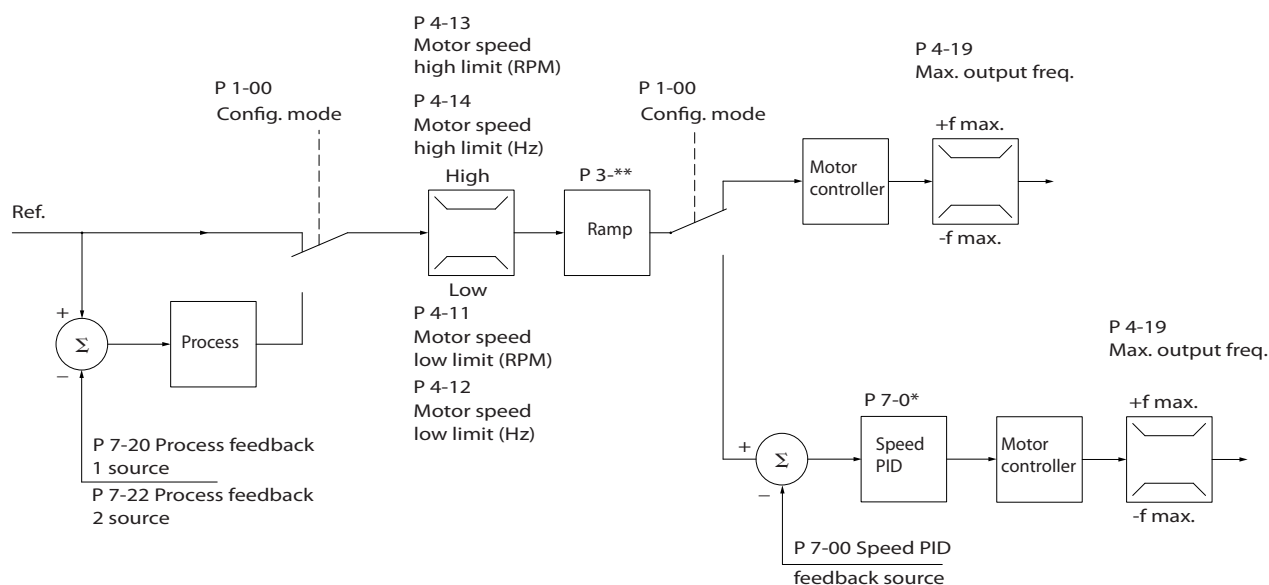 P 4-13
Motor speed
high limit (RPM)
P 4-14
Motor speed
high limit (Hz)
High
P 1-00
Config. mode
P 3-**
Ramp
P 1-00
Config. mode
P 4-19
Max. output freq.
+f max.
-f max.
Motor
controller
Ref.
Low
P 4-11
Motor speed
low limit (RPM)
P 4-12
Motor speed
low limit (Hz)
+
Σ
−
Process
P 7-20 Process feedback
1 source
P 7-22 Process feedback
2 source
P 4-19
Max. output freq.
+f max.
-f max.
P 7-0*
Speed
PID
Motor
controller
+
Σ
−
P 7-00 Speed PID
feedback source